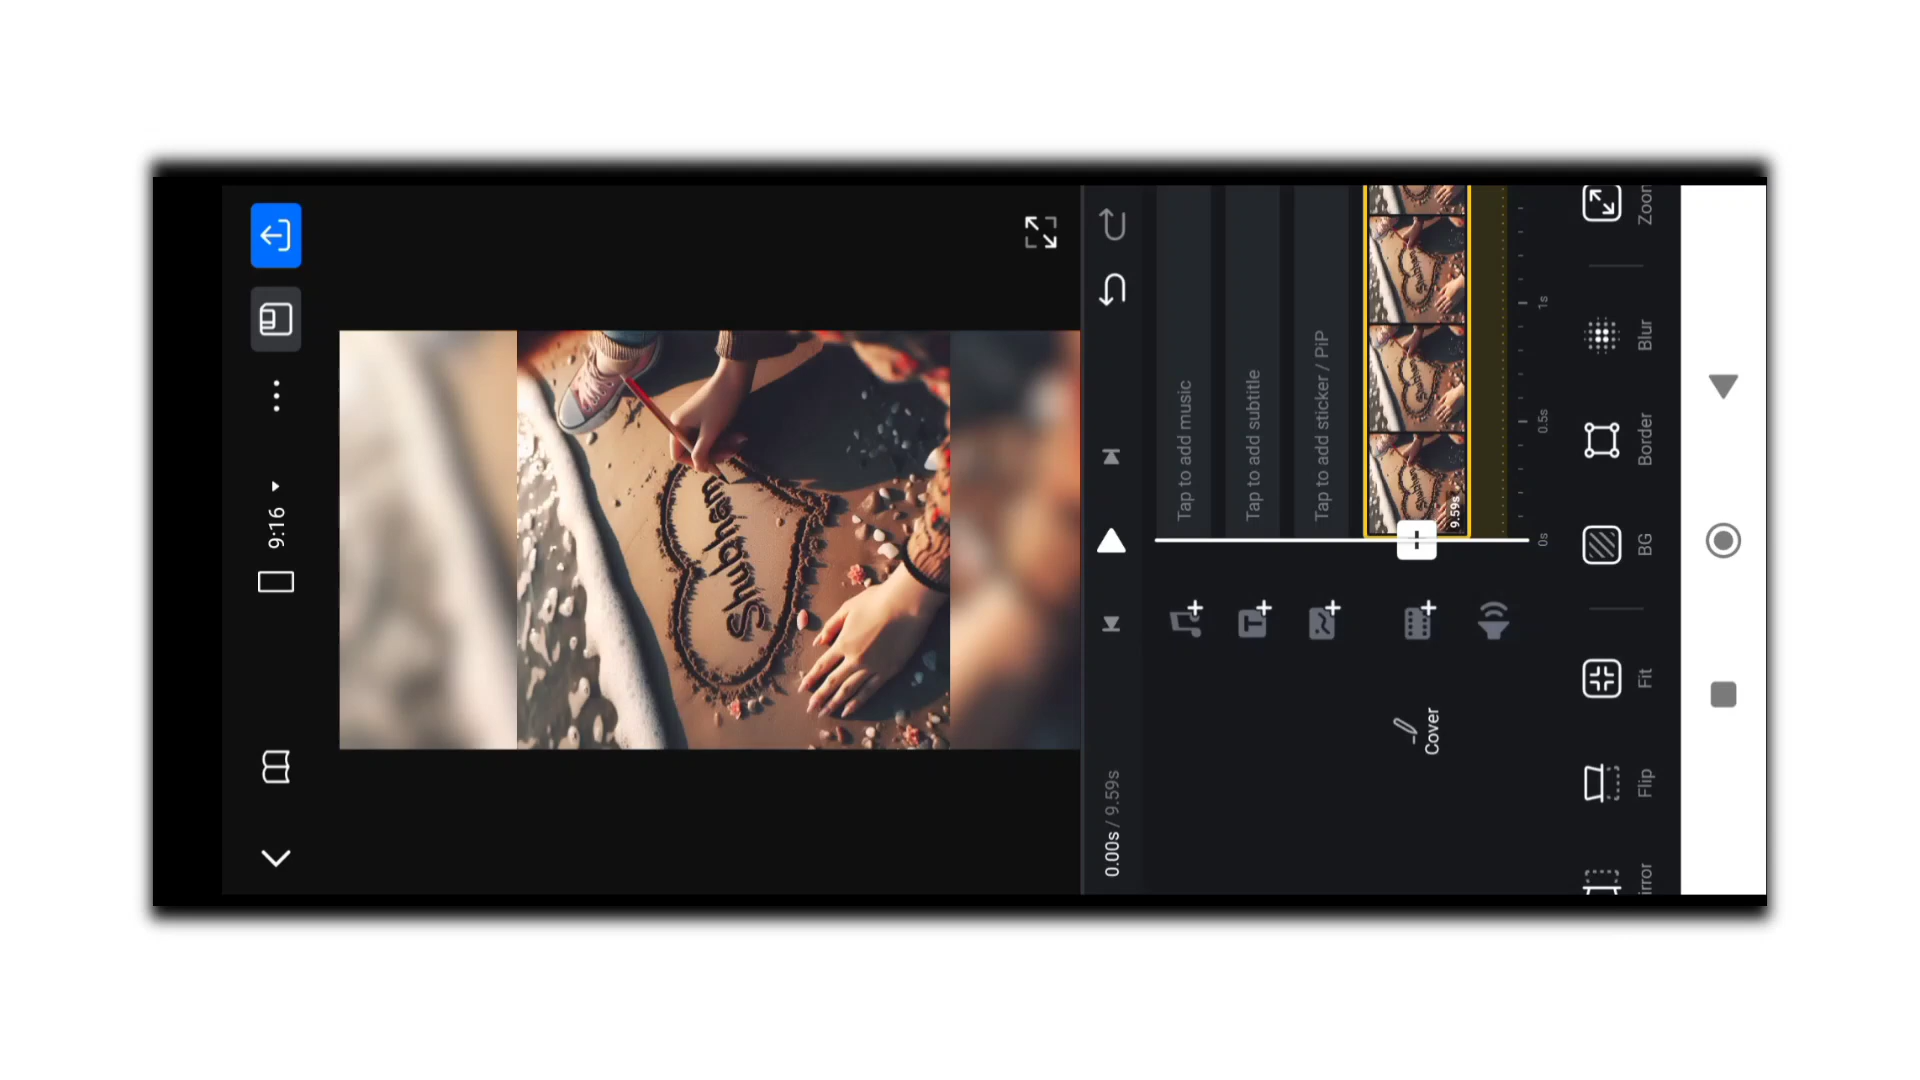 9:16
Shubham
0.00s / 9.59s
Tap to add music
Tap to add subtitle
Tap to add sticker / PiP
Cover
9.59s
0s
0.5s
1s
irror
Flip
Fit
BG
Border
Blur
Zoom